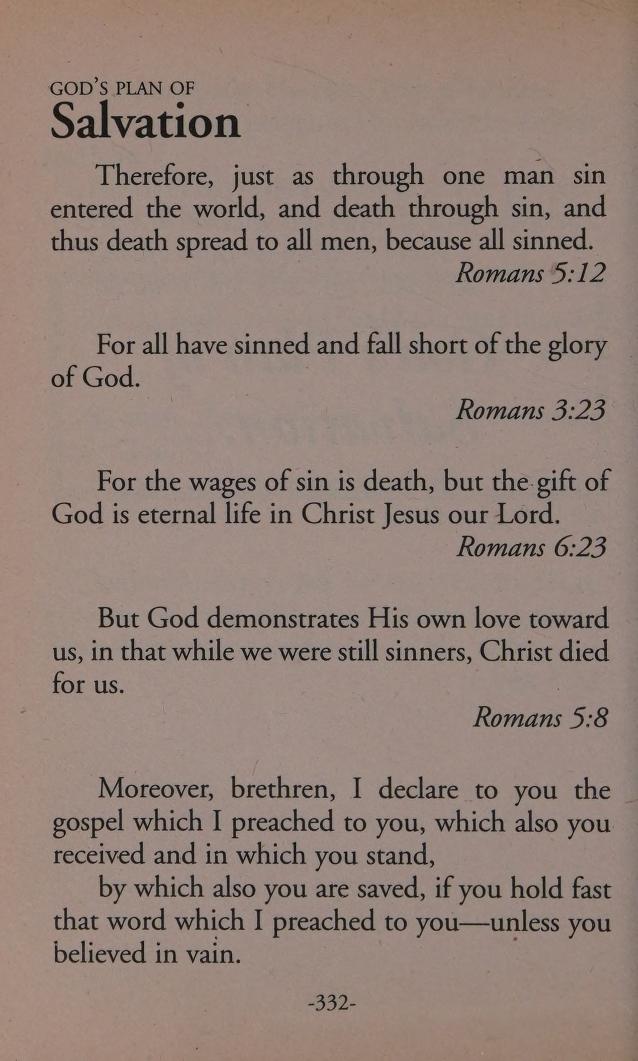 GOD'S PLAN OF
Salvation
Therefore, just as through one man sin
entered the world, and death through sin, and
thus death spread to all men, because all sinned.
Romans 5:12
For all have sinned and fall short of the glory
of God.
Romans 3:23
For the wages of sin is death, but the gift of
God is eternal life in Christ Jesus our Lord.
Romans 6:23
But God demonstrates His own love toward
us, in that while we were still sinners, Christ died
for us.
Romans 5:8
Moreover, brethren, I declare to you the
gospel which I preached to you, which also you
received and in which you stand,
by which also you are saved, if you hold fast
that word which I preached to you—unless you
believed in vain.
-332-